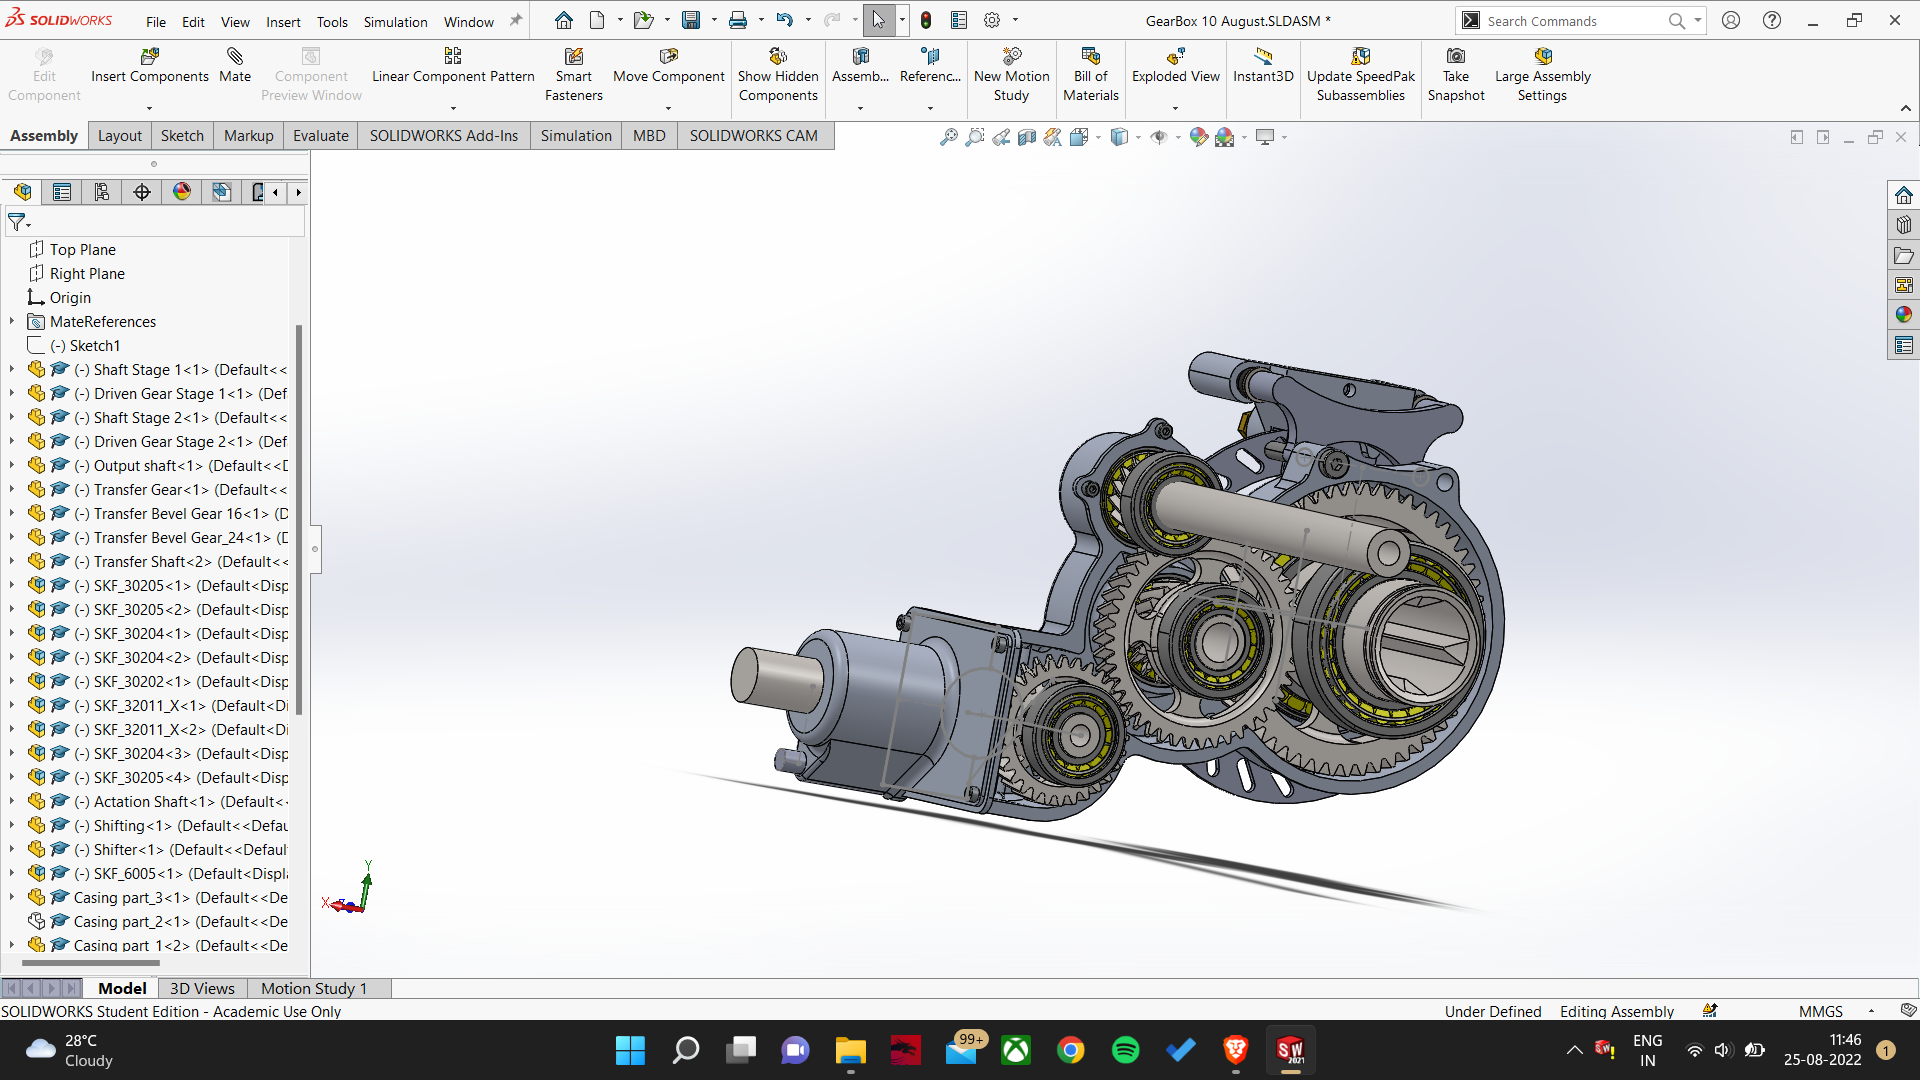 SOLIDWORKS File Edit View Insert Tools Simulation Window GearBox 10 August.SLDASM * Search Commands
Edit Component
Insert Components
Mate
Component Preview Window
Linear Component Pattern
Smart Fasteners
Move Component
Show Hidden Components
Assemb...
Referenc...
New Motion Study
Bill of Materials
Exploded View
Instant3D
Update SpeedPak Subassemblies
Take Snapshot
Large Assembly Settings
Assembly Layout Sketch Markup Evaluate SOLIDWORKS Add-Ins Simulation MBD SOLIDWORKS CAM
Top Plane
Right Plane
Origin
MateReferences
(-) Sketch1
(-) Shaft Stage 1<1> (Default<<
(-) Driven Gear Stage 1<1> (Def
(-) Shaft Stage 2<1> (Default<<
(-) Driven Gear Stage 2<1> (Def
(-) Output shaft<1> (Default<<D
(-) Transfer Gear<1> (Default<<
(-) Transfer Bevel Gear 16<1> (D
(-) Transfer Bevel Gear_24<1> (D
(-) Transfer Shaft<2> (Default<<
(-) SKF_30205<1> (Default<Disp
(-) SKF_30205<2> (Default<Disp
(-) SKF_30204<1> (Default<Disp
(-) SKF_30204<2> (Default<Disp
(-) SKF_30202<1> (Default<Disp
(-) SKF_32011_X<1> (Default<Di
(-) SKF_32011_X<2> (Default<Di
(-) SKF_30204<3> (Default<Disp
(-) SKF_30205<4> (Default<Disp
(-) Actation Shaft<1> (Default<<
(-) Shifting<1> (Default<<Defau
(-) Shifter<1> (Default<<Default
(-) SKF_6005<1> (Default<Displa
Casing part_3<1> (Default<<De
Casing part_2<1> (Default<<De
Casing part_1<2> (Default<<De
Y
X
Model 3D Views Motion Study 1
SOLIDWORKS Student Edition - Academic Use Only Under Defined Editing Assembly MMGS
28°C
Cloudy
99+
SW
2021
ENG
IN
11:46
25-08-2022
1